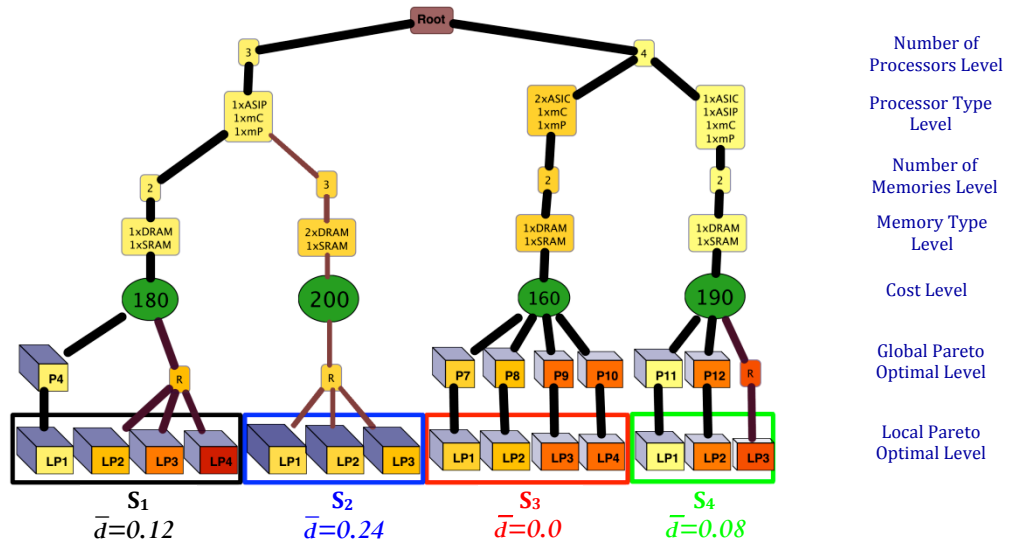 Root
3
4
Number of
Processors Level
1xASIP
1xmC
1xmP
2xASIC
1xmC
1xmP
1xASIC
1xASIP
1xmC
1xmP
Processor Type
Level
2
3
2
2
Number of
Memories Level
1xDRAM
1xSRAM
2xDRAM
1xSRAM
1xDRAM
1xSRAM
1xDRAM
1xSRAM
Memory Type
Level
180
200
160
190
Cost Level
P4
R
R
P7
P8
P9
P10
P11
P12
R
Global Pareto
Optimal Level
LP1
LP2
LP3
LP4
LP1
LP2
LP3
LP1
LP2
LP3
LP4
LP1
LP2
LP3
Local Pareto
Optimal Level
S₁
S₂
S₃
S₄
d̅=0.12
d̅=0.24
d̅=0.0
d̅=0.08